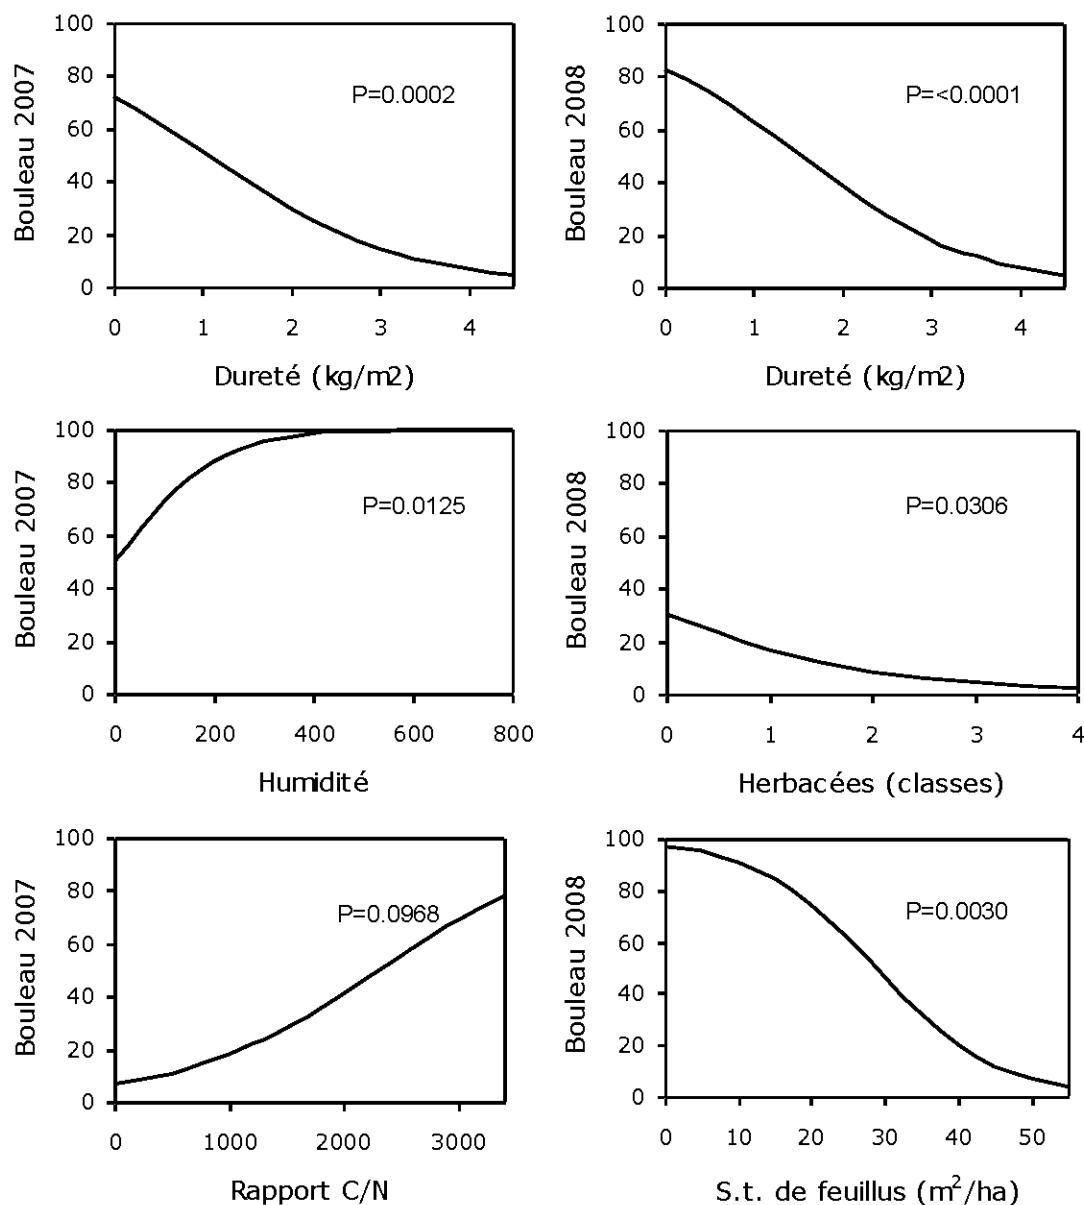 100
80
60
40
20
0
Bouleau 2007
P=0.0002
0 1 2 3 4
Dureté (kg/m2)
100
80
60
40
20
0
Bouleau 2008
P=<0.0001
0 1 2 3 4
Dureté (kg/m2)
100
80
60
40
20
0
Bouleau 2007
P=0.0125
0 200 400 600 800
Humidité
100
80
60
40
20
0
Bouleau 2008
P=0.0306
0 1 2 3 4
Herbacées (classes)
100
80
60
40
20
0
Bouleau 2007
P=0.0968
0 1000 2000 3000
Rapport C/N
100
80
60
40
20
0
Bouleau 2008
P=0.0030
0 10 20 30 40 50
S.t. de feuillus (m²/ha)